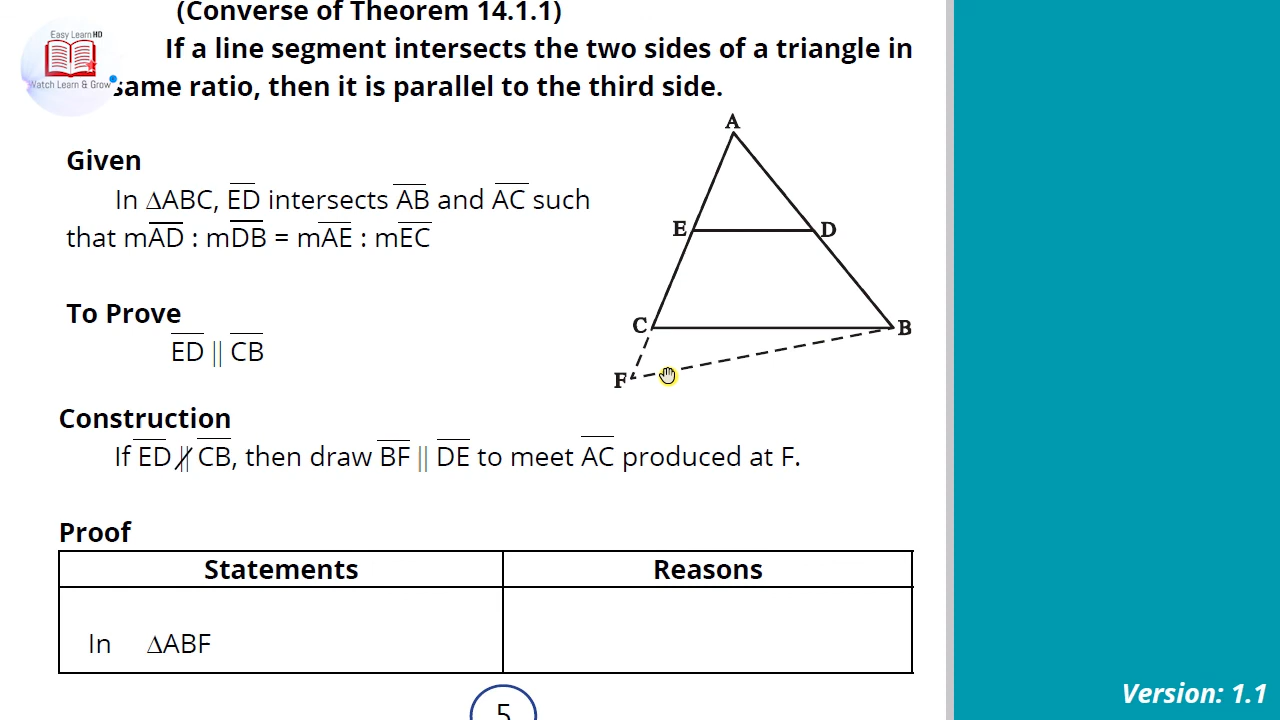 (Converse of Theorem 14.1.1)
Easy Learn HD
If a line segment intersects the two sides of a triangle in
Watch Learn & Grow
same ratio, then it is parallel to the third side.
A
Given
In ∆ABC, ED intersects AB and AC such
E D
that mAD : mDB = mAE : mEC
To Prove
C B
ED || CB
F
Construction
If ED ∦ CB, then draw BF || DE to meet AC produced at F.
Proof
Statements Reasons
In ∆ABF
5
Version: 1.1